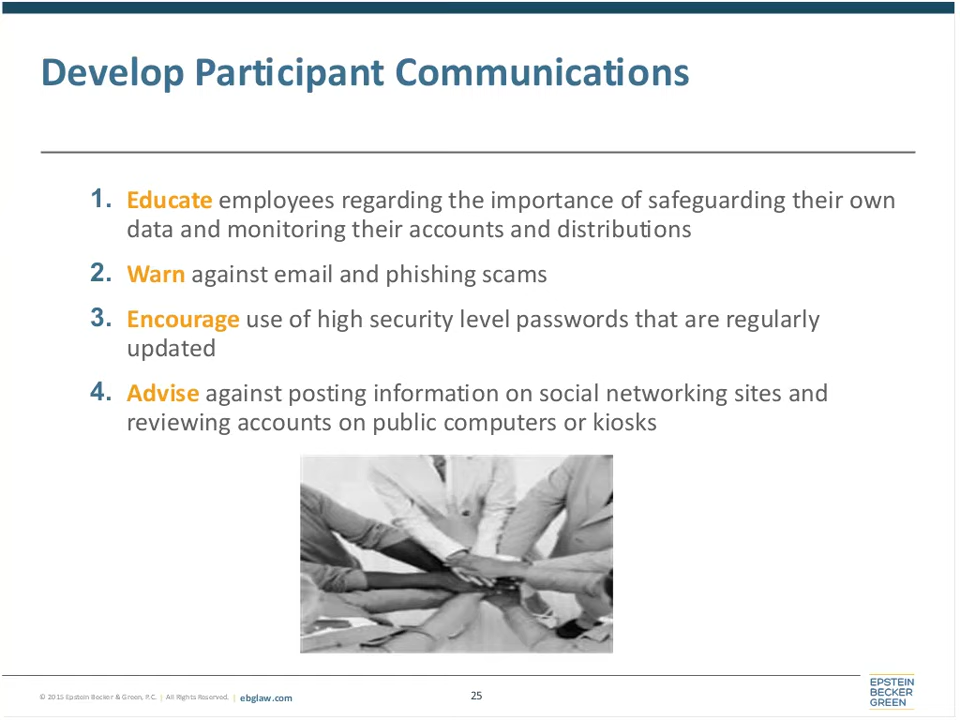 Develop Participant Communications
1. Educate employees regarding the importance of safeguarding their own
data and monitoring their accounts and distributions
2. Warn against email and phishing scams
3. Encourage use of high security level passwords that are regularly
updated
4. Advise against posting information on social networking sites and
reviewing accounts on public computers or kiosks
© 2015 Epstein Becker & Green, P.C. | All Rights Reserved. | ebglaw.com
25
EPSTEIN
BECKER
GREEN